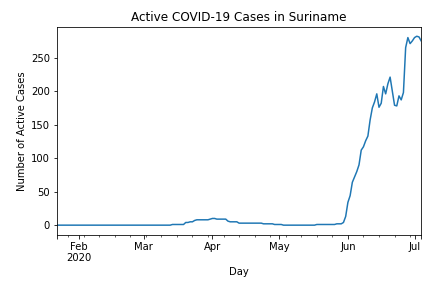 Active COVID-19 Cases in Suriname
Number of Active Cases
250
200
150
100
50
0
Feb
2020
Mar
Apr
May
Jun
Jul
Day